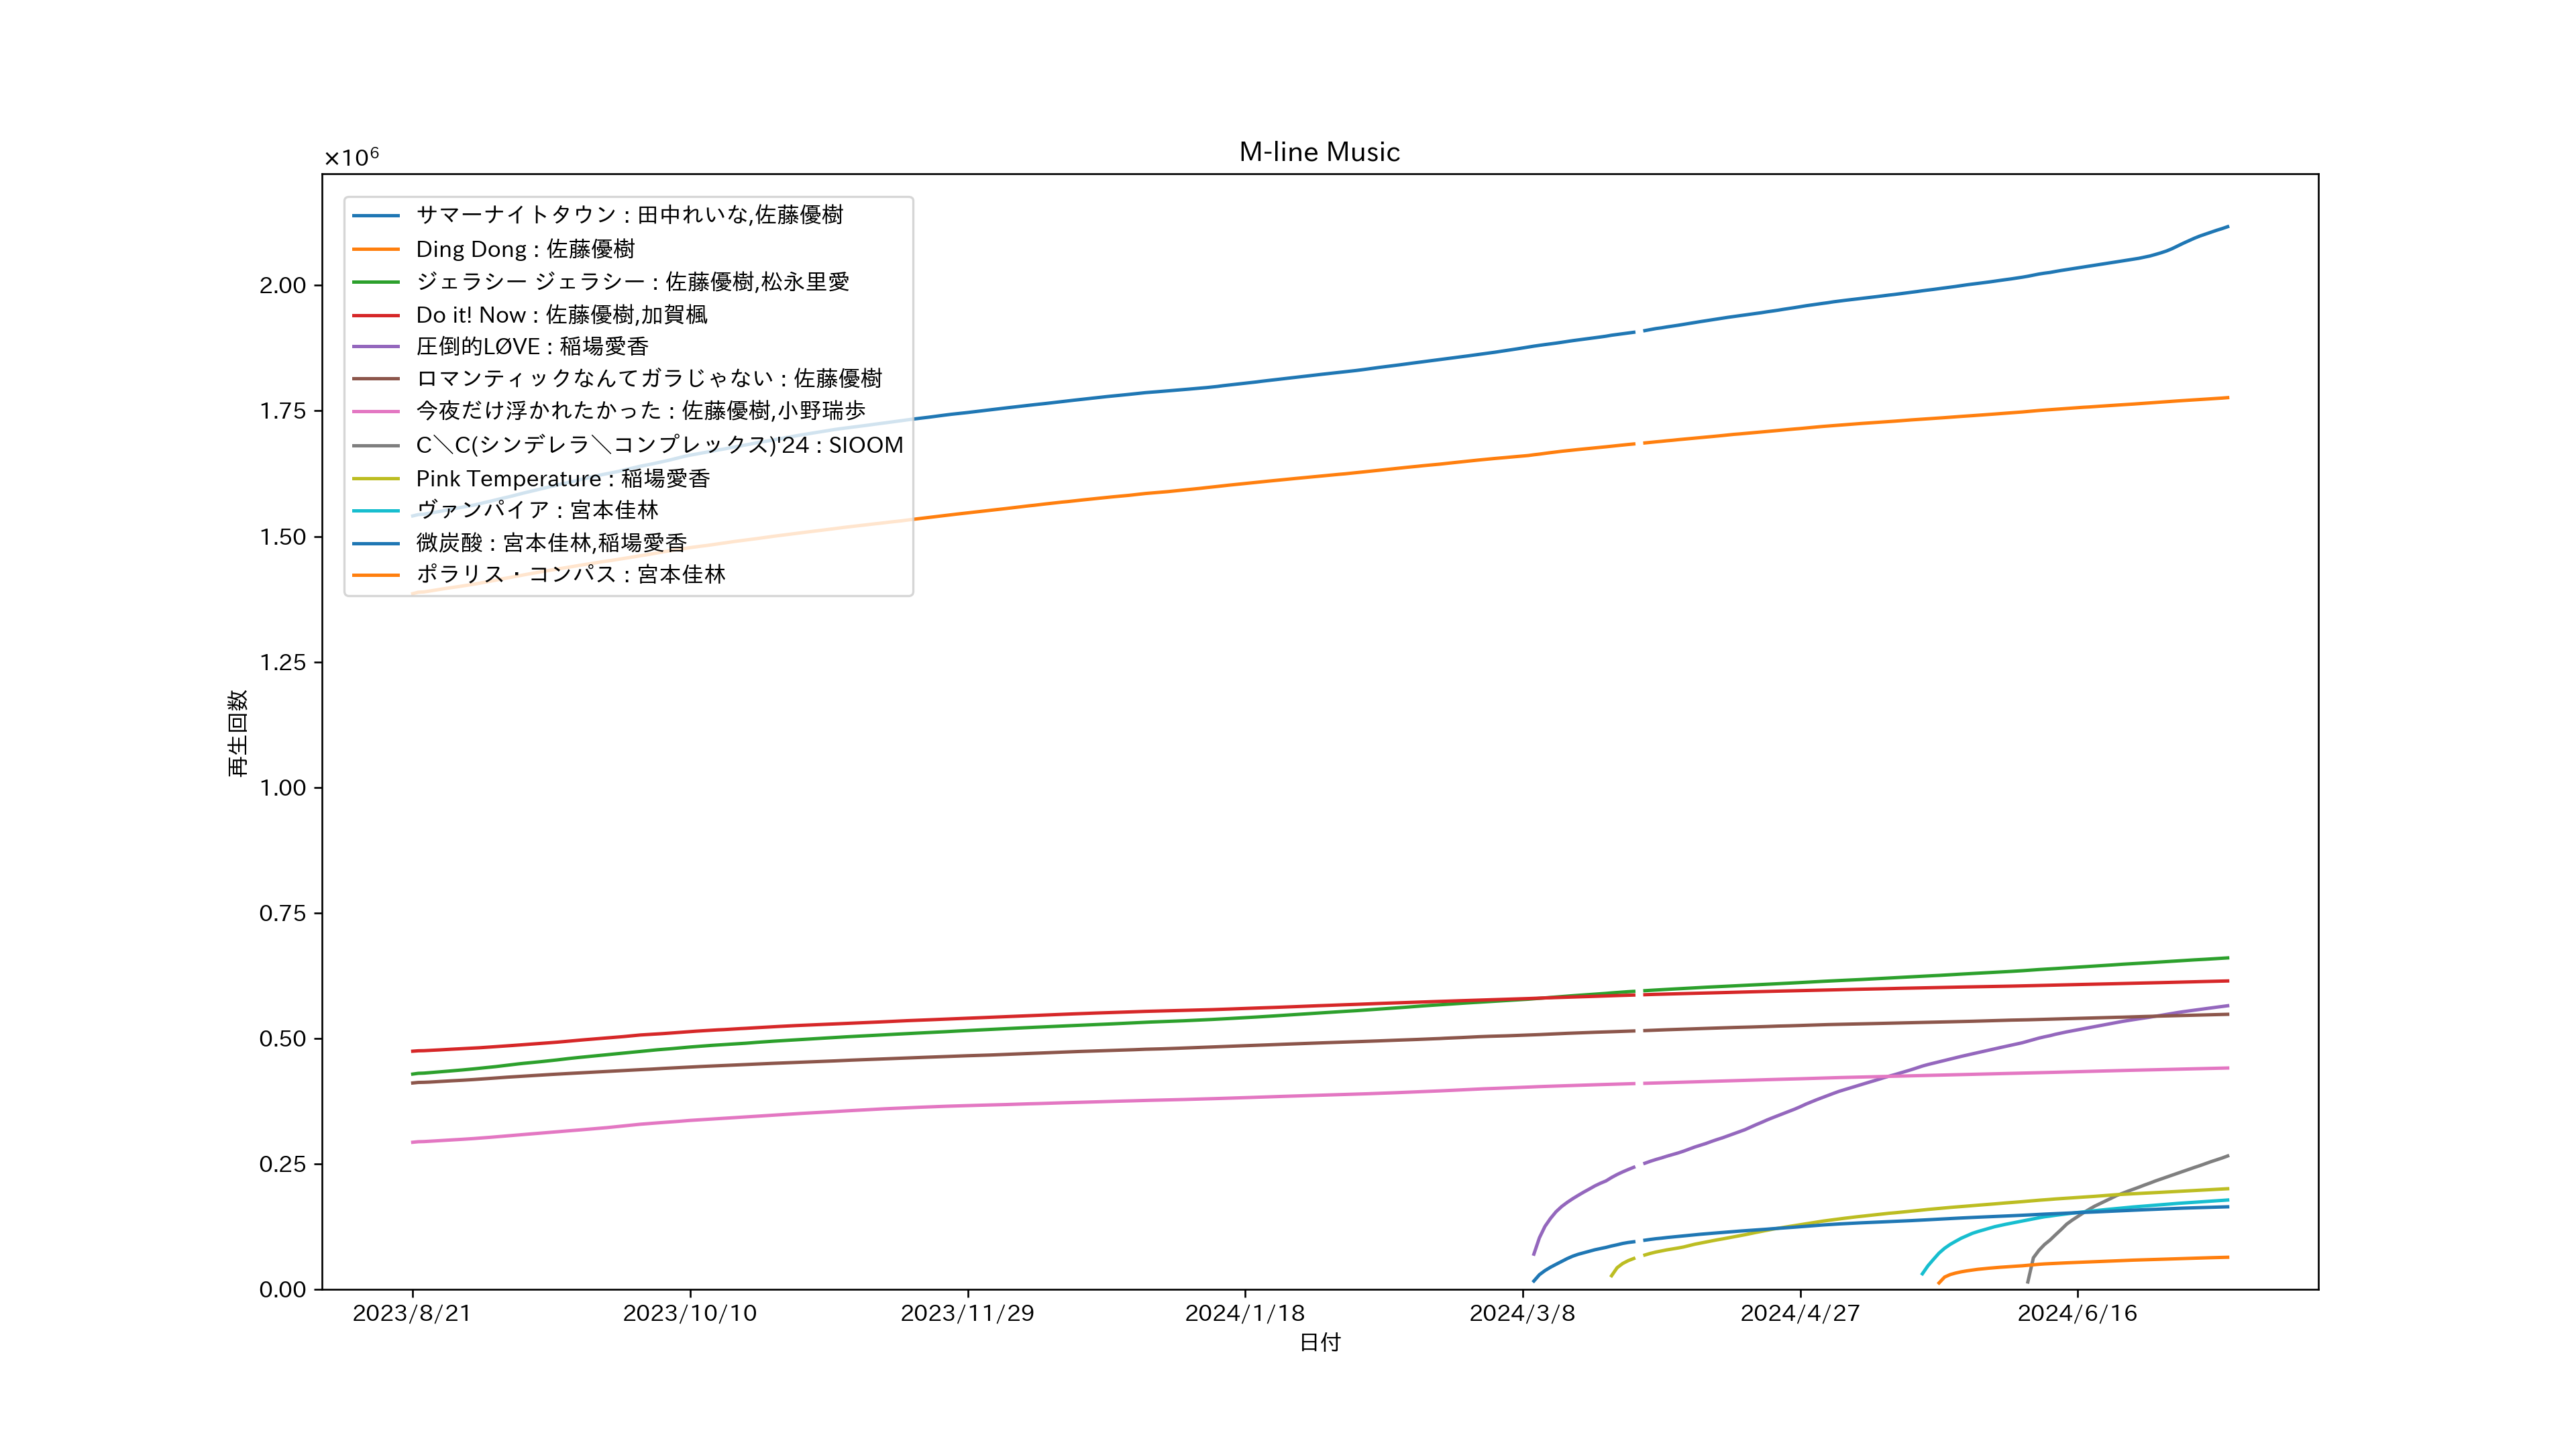 M-line Music
×10⁶
サマーナイトタウン : 田中れいな,佐藤優樹
Ding Dong : 佐藤優樹
ジェラシー ジェラシー : 佐藤優樹,松永里愛
Do it! Now : 佐藤優樹,加賀楓
圧倒的LØVE : 稲場愛香
ロマンティックなんてガラじゃない : 佐藤優樹
今夜だけ浮かれたかった : 佐藤優樹,小野瑞歩
C＼C(シンデレラ＼コンプレックス)'24 : SIOOM
Pink Temperature : 稲場愛香
ヴァンパイア : 宮本佳林
微炭酸 : 宮本佳林,稲場愛香
ポラリス・コンパス : 宮本佳林
2.00
1.75
1.50
1.25
1.00
0.75
0.50
0.25
0.00
再生回数
2023/8/21 2023/10/10 2023/11/29 2024/1/18 2024/3/8 2024/4/27 2024/6/16
日付